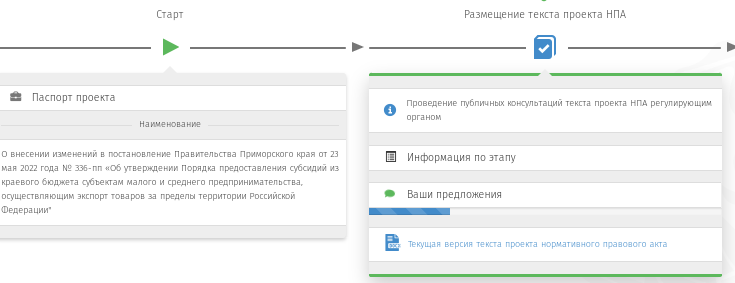 Старт
Паспорт проекта
Наименование
О внесении изменений в постановление Правительства Приморского края от 23
мая 2022 года № 336-пп «Об утверждении Порядка предоставления субсидий из
краевого бюджета субъектам малого и среднего предпринимательства,
осуществляющим экспорт товаров за пределы территории Российской
Федерации"
Размещение текста проекта НПА
Проведение публичных консультаций текста проекта НПА регулирующим
органом
Информация по этапу
Ваши предложения
Текущая версия текста проекта нормативного правового акта